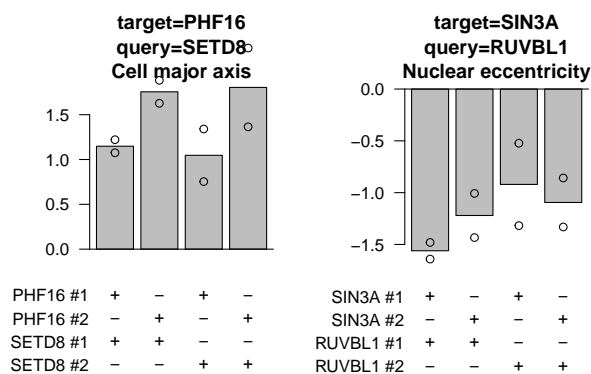 target=PHF16
query=SETD8
Cell major axis
1.5
1.0
0.5
0.0
PHF16 #1 + − + −
PHF16 #2 − + − +
SETD8 #1 + + − −
SETD8 #2 − − + +
target=SIN3A
query=RUVBL1
Nuclear eccentricity
0.0
−0.5
−1.0
−1.5
SIN3A #1 + − + −
SIN3A #2 − + − +
RUVBL1 #1 + + − −
RUVBL1 #2 − − + +